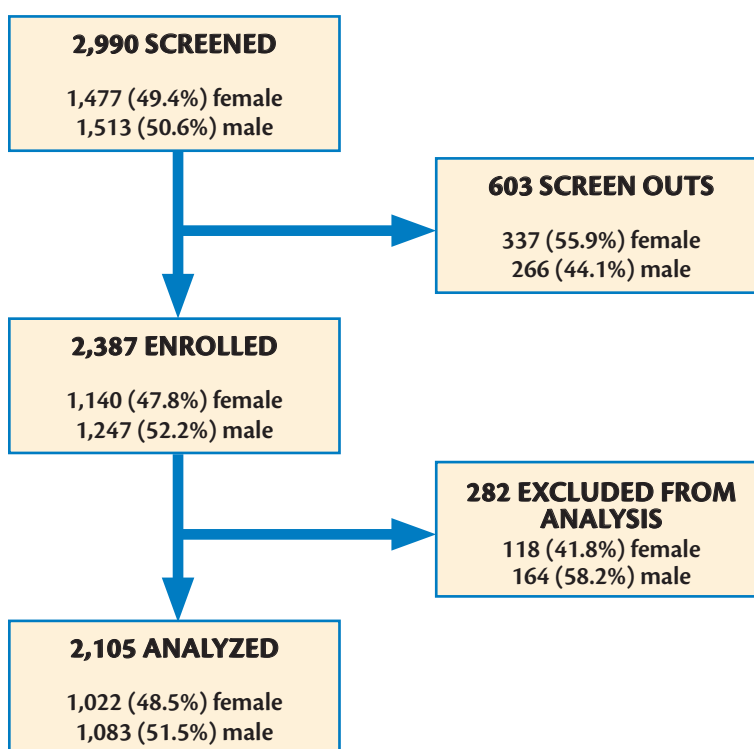 2,990 SCREENED
1,477 (49.4%) female
1,513 (50.6%) male
603 SCREEN OUTS
337 (55.9%) female
266 (44.1%) male
2,387 ENROLLED
1,140 (47.8%) female
1,247 (52.2%) male
282 EXCLUDED FROM
ANALYSIS
118 (41.8%) female
164 (58.2%) male
2,105 ANALYZED
1,022 (48.5%) female
1,083 (51.5%) male